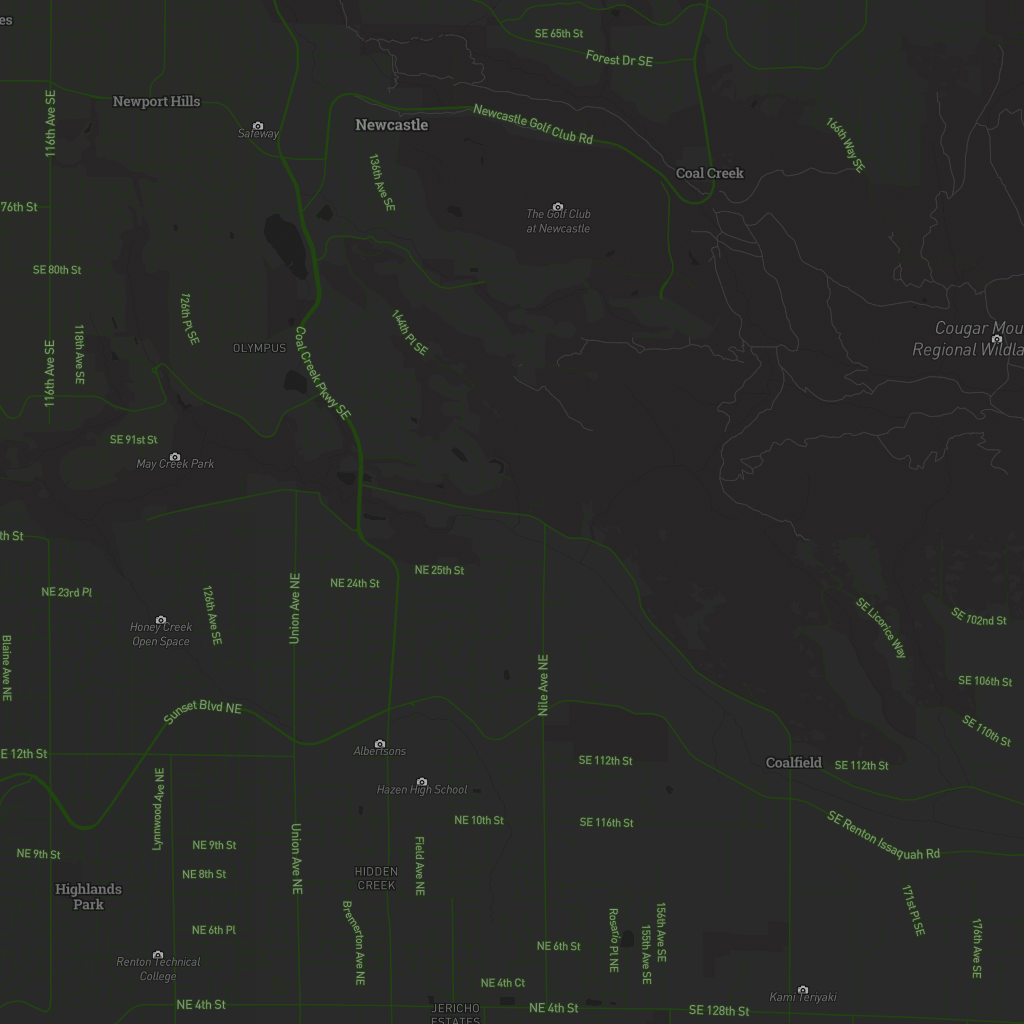 es
SE 65th St
Forest Dr SE
Newport Hills
Safeway
Newcastle
Newcastle Golf Club Rd
116th Ave SE
166th Way SE
136th Ave SE
Coal Creek
76th St
The Golf Club
at Newcastle
SE 80th St
126th Pl SE
144th Pl SE
118th Ave SE
116th Ave SE
OLYMPUS
Coal Creek Pkwy SE
Cougar Mou
Regional Wildla
SE 91st St
May Creek Park
th St
NE 25th St
NE 24th St
NE 23rd Pl
126th Ave SE
Union Ave NE
SE Licorice Way
SE 102nd St
Honey Creek
Open Space
Blaine Ave NE
Nile Ave NE
SE 106th St
Sunset Blvd NE
SE 110th St
E 12th St
Albertsons
SE 112th St
Coalfield
SE 112th St
Hazen High School
Lynnwood Ave NE
NE 10th St
SE 116th St
SE Renton Issaquah Rd
NE 9th St
NE 9th St
Union Ave NE
Field Ave NE
NE 8th St
HIDDEN
CREEK
Highlands
Park
171st Pl SE
176th Ave SE
NE 6th Pl
Bremerton Ave NE
Rosario Pl NE
155th Ave SE
156th Ave SE
NE 6th St
Renton Technical
College
NE 4th Ct
Kami Teriyaki
NE 4th St
JERICHO
ESTATES
NE 4th St
SE 128th St